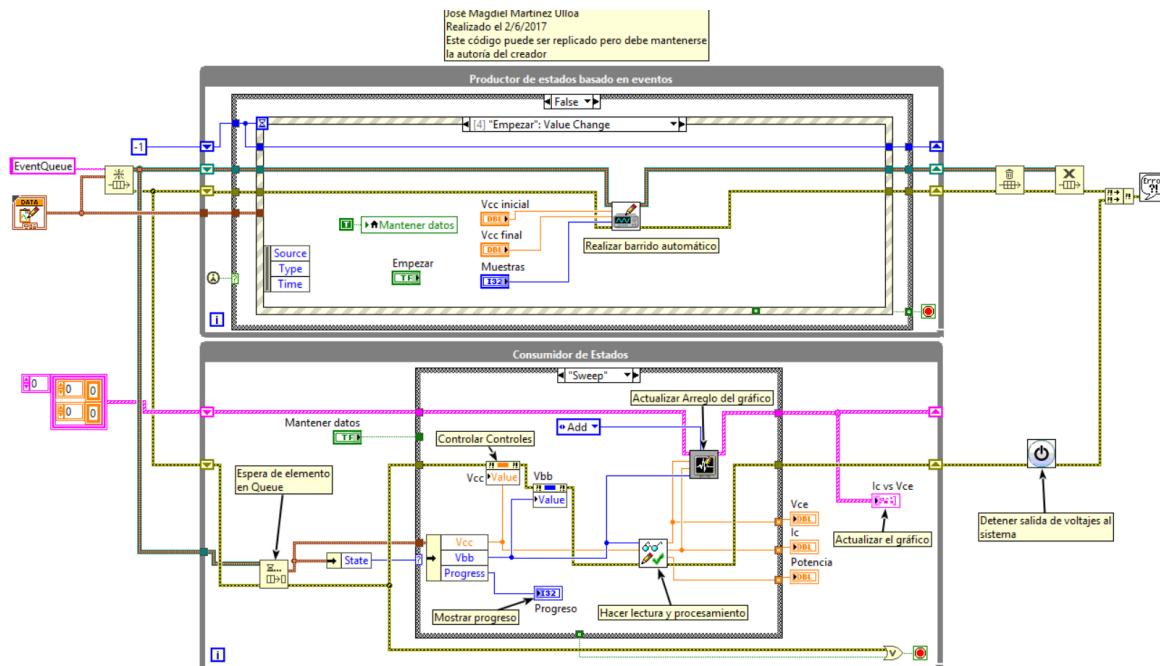 José Magdiel Martínez Ulloa
Realizado el 2/6/2017
Este código puede ser replicado pero debe mantenerse
la autoría del creador
Productor de estados basado en eventos
False
[4] "Empezar": Value Change
-1
EventQueue
DATA
Vcc inicial
DBL
T
Mantener datos
Vcc final
DBL
Realizar barrido automático
Source
Type
Time
Empezar
TF
Muestras
I32
i
Error
Consumidor de Estados
"Sweep"
0
0
0
0
0
Actualizar Arreglo del gráfico
Mantener datos
TF
Add
Controlar Controles
Espera de elemento
en Queue
Vcc
Value
Vbb
Value
Vce
DBL
Ic vs Vce
Ic
DBL
Actualizar el gráfico
Detener salida de voltajes al
sistema
State
Vcc
Vbb
Progress
Potencia
DBL
I32
Progreso
Mostrar progreso
Hacer lectura y procesamiento
i
V